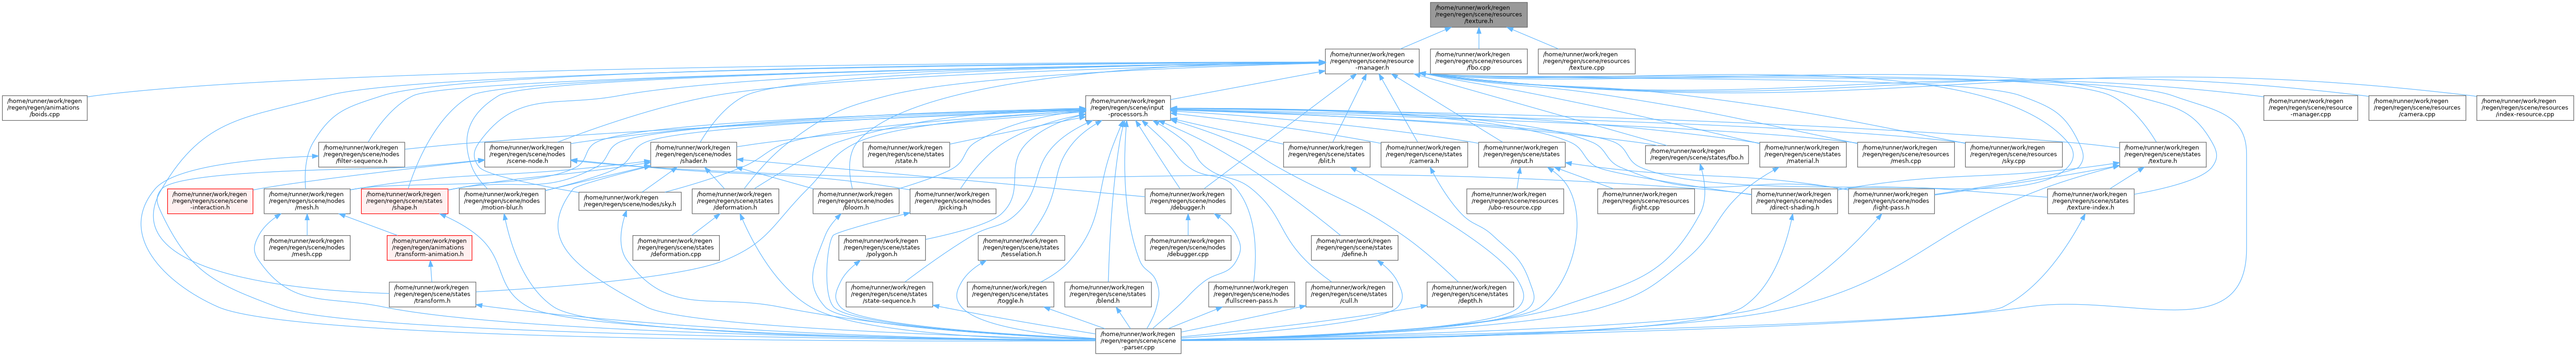 /home/runner/work/regen
/regen/regen/scene/resources
/texture.h
/home/runner/work/regen
/regen/regen/scene/resource
-manager.h
/home/runner/work/regen
/regen/regen/scene/resources
/fbo.cpp
/home/runner/work/regen
/regen/regen/scene/resources
/texture.cpp
/home/runner/work/regen
/regen/regen/animations
/boids.cpp
/home/runner/work/regen
/regen/regen/scene/input
-processors.h
/home/runner/work/regen
/regen/regen/scene/resource
-manager.cpp
/home/runner/work/regen
/regen/regen/scene/resources
/camera.cpp
/home/runner/work/regen
/regen/regen/scene/resources
/index-resource.cpp
/home/runner/work/regen
/regen/regen/scene/nodes
/filter-sequence.h
/home/runner/work/regen
/regen/regen/scene/nodes
/scene-node.h
/home/runner/work/regen
/regen/regen/scene/nodes
/shader.h
/home/runner/work/regen
/regen/regen/scene/states
/state.h
/home/runner/work/regen
/regen/regen/scene/states
/blit.h
/home/runner/work/regen
/regen/regen/scene/states
/camera.h
/home/runner/work/regen
/regen/regen/scene/states
/input.h
/home/runner/work/regen
/regen/regen/scene/states/fbo.h
/home/runner/work/regen
/regen/regen/scene/states
/material.h
/home/runner/work/regen
/regen/regen/scene/resources
/mesh.cpp
/home/runner/work/regen
/regen/regen/scene/resources
/sky.cpp
/home/runner/work/regen
/regen/regen/scene/states
/texture.h
/home/runner/work/regen
/regen/regen/scene/scene
-interaction.h
/home/runner/work/regen
/regen/regen/scene/nodes
/mesh.h
/home/runner/work/regen
/regen/regen/scene/states
/shape.h
/home/runner/work/regen
/regen/regen/scene/nodes
/motion-blur.h
/home/runner/work/regen
/regen/regen/scene/nodes/sky.h
/home/runner/work/regen
/regen/regen/scene/states
/deformation.h
/home/runner/work/regen
/regen/regen/scene/nodes
/bloom.h
/home/runner/work/regen
/regen/regen/scene/nodes
/picking.h
/home/runner/work/regen
/regen/regen/scene/nodes
/debugger.h
/home/runner/work/regen
/regen/regen/scene/resources
/ubo-resource.cpp
/home/runner/work/regen
/regen/regen/scene/resources
/light.cpp
/home/runner/work/regen
/regen/regen/scene/nodes
/direct-shading.h
/home/runner/work/regen
/regen/regen/scene/nodes
/light-pass.h
/home/runner/work/regen
/regen/regen/scene/states
/texture-index.h
/home/runner/work/regen
/regen/regen/scene/nodes
/mesh.cpp
/home/runner/work/regen
/regen/regen/animations
/transform-animation.h
/home/runner/work/regen
/regen/regen/scene/states
/deformation.cpp
/home/runner/work/regen
/regen/regen/scene/states
/polygon.h
/home/runner/work/regen
/regen/regen/scene/states
/tesselation.h
/home/runner/work/regen
/regen/regen/scene/nodes
/debugger.cpp
/home/runner/work/regen
/regen/regen/scene/states
/define.h
/home/runner/work/regen
/regen/regen/scene/states
/transform.h
/home/runner/work/regen
/regen/regen/scene/states
/state-sequence.h
/home/runner/work/regen
/regen/regen/scene/states
/toggle.h
/home/runner/work/regen
/regen/regen/scene/states
/blend.h
/home/runner/work/regen
/regen/regen/scene/nodes
/fullscreen-pass.h
/home/runner/work/regen
/regen/regen/scene/states
/cull.h
/home/runner/work/regen
/regen/regen/scene/states
/depth.h
/home/runner/work/regen
/regen/regen/scene/scene
-parser.cpp